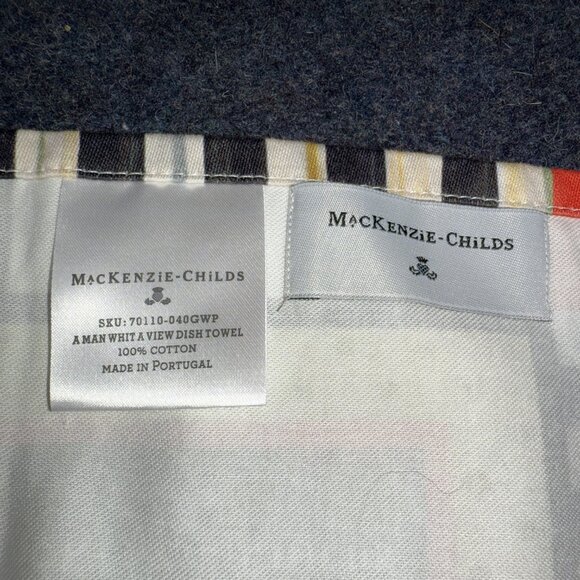 MACKENZIE-CHILDS
SKU: 70110-040GWP
A MAN WHIT A VIEW DISH TOWEL
100% COTTON
MADE IN PORTUGAL
MACKENZIE-CHILDS